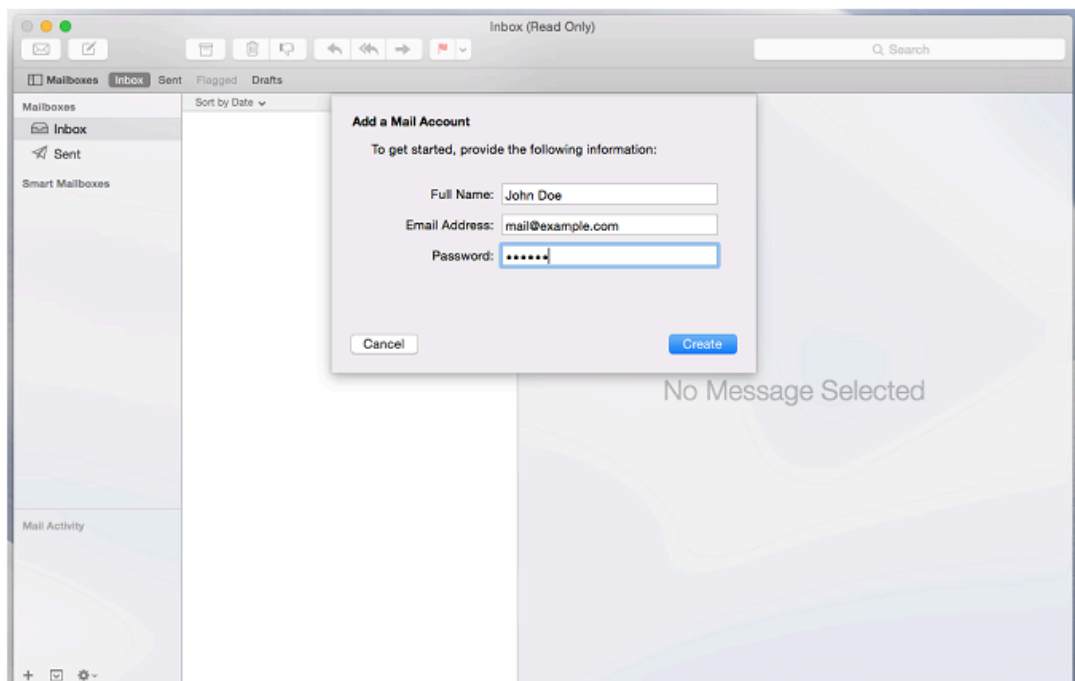 Inbox (Read Only)
Search
Mailboxes Inbox Sent Flagged Drafts
Mailboxes
Inbox
Sent
Smart Mailboxes
Sort by Date
Add a Mail Account
To get started, provide the following information:
Full Name: John Doe
Email Address: mail@example.com
Password: ••••••
Cancel Create
No Message Selected
Mail Activity